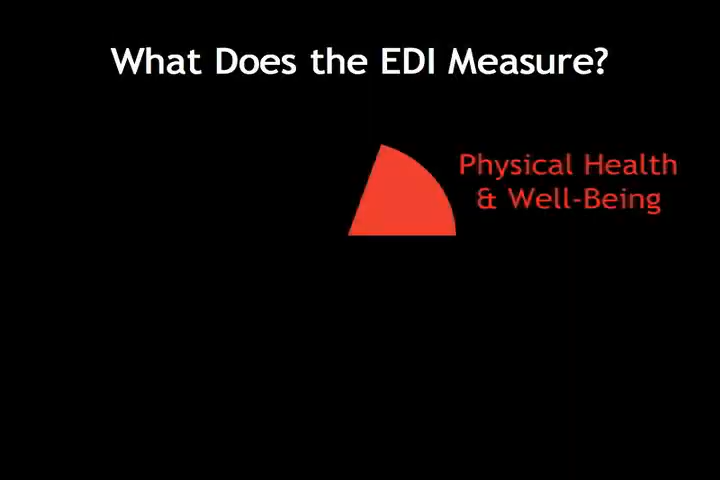 What Does the EDI Measure?
Physical Health
& Well-Being